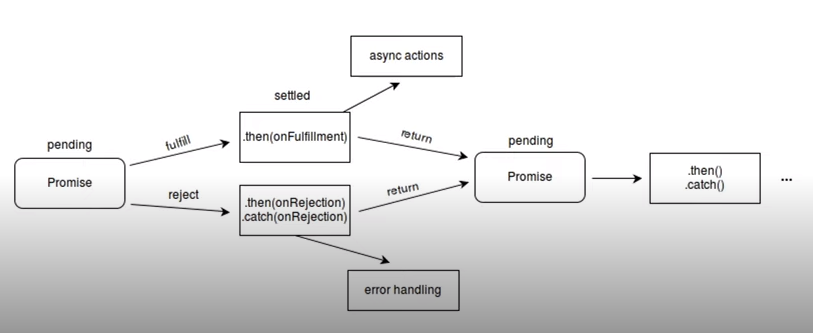 async actions
settled
pending
fulfill
.then(onFulfillment)
return
pending
Promise
reject
.then(onRejection)
.catch(onRejection)
return
Promise
.then()
.catch()
...
error handling